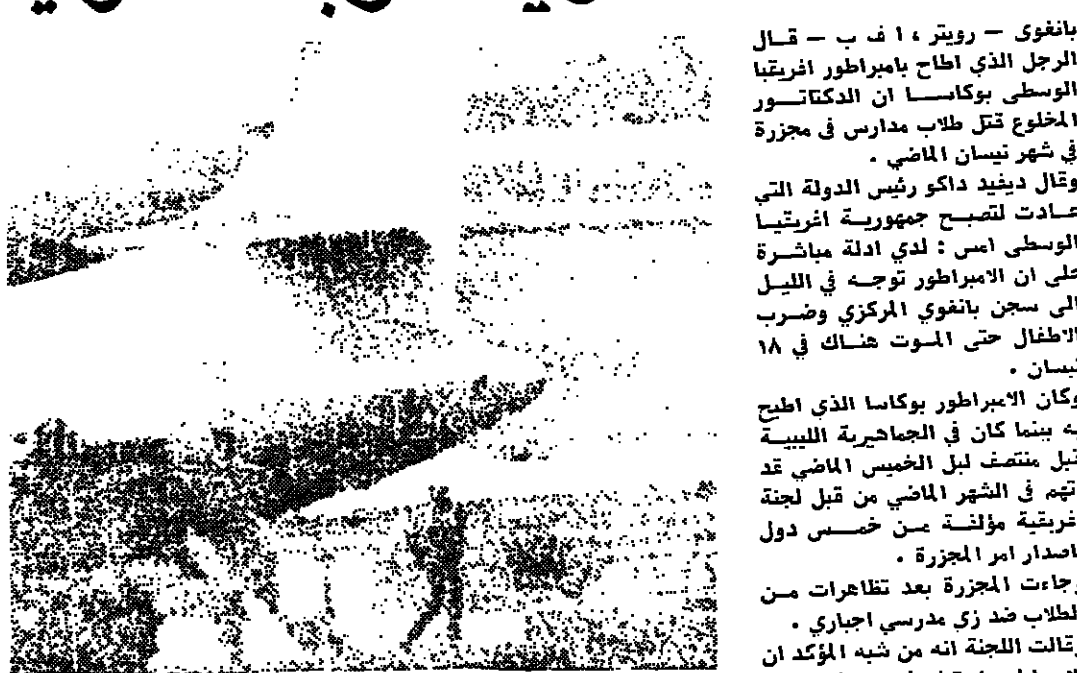 بانغوى — رويتر ، ا ف ب — قال
الرجل الذي اطاح بامبراطور افريقيا
الوسطى بوكاسا ان الدكتاتور
المخلوع قتل طلاب مدارس في مجزرة
في شهر نيسان الماضي .
وقال ديفيد داكو رئيس الدولة التي
عادت لتصبح جمهورية افريقيا
الوسطى امس : لدي ادلة مباشرة
على ان الامبراطور توجه في الليل
الى سجن بانغوي المركزي وضرب
الاطفال حتى الموت هناك في ١٨
نيسان .
وكان الامبراطور بوكاسا الذي اطيح
به بينما كان في الجماهيرية الليبية
قبل منتصف ليل الخميس الماضي قد
اتهم في الشهر الماضي من قبل لجنة
افريقية مؤلفة من خمس دول
باصدار امر المجزرة .
وجاءت المجزرة بعد تظاهرات من
الطلاب ضد زي مدرسي اجباري .
وقالت اللجنة انه من شبه المؤكد ان